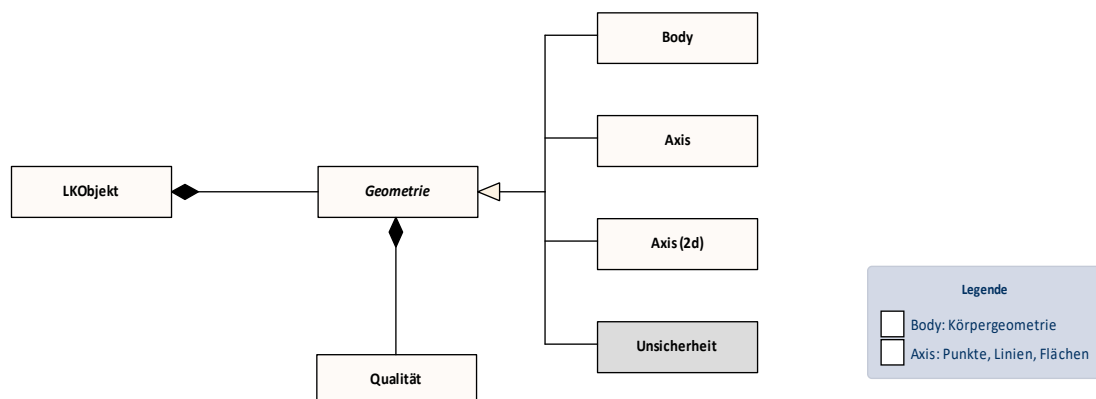 Body
Axis
LKObjekt
Geometrie
Axis (2d)
Unsicherheit
Qualität
Legende
Body: Körpergeometrie
Axis: Punkte, Linien, Flächen